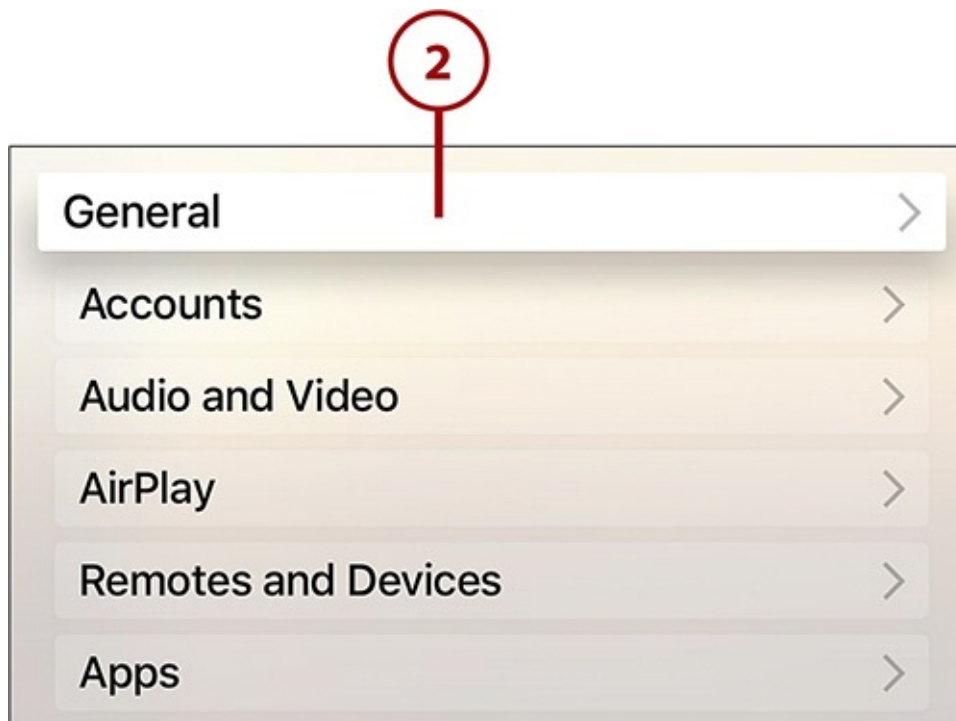 2
General
Accounts
Audio and Video
AirPlay
Remotes and Devices
Apps